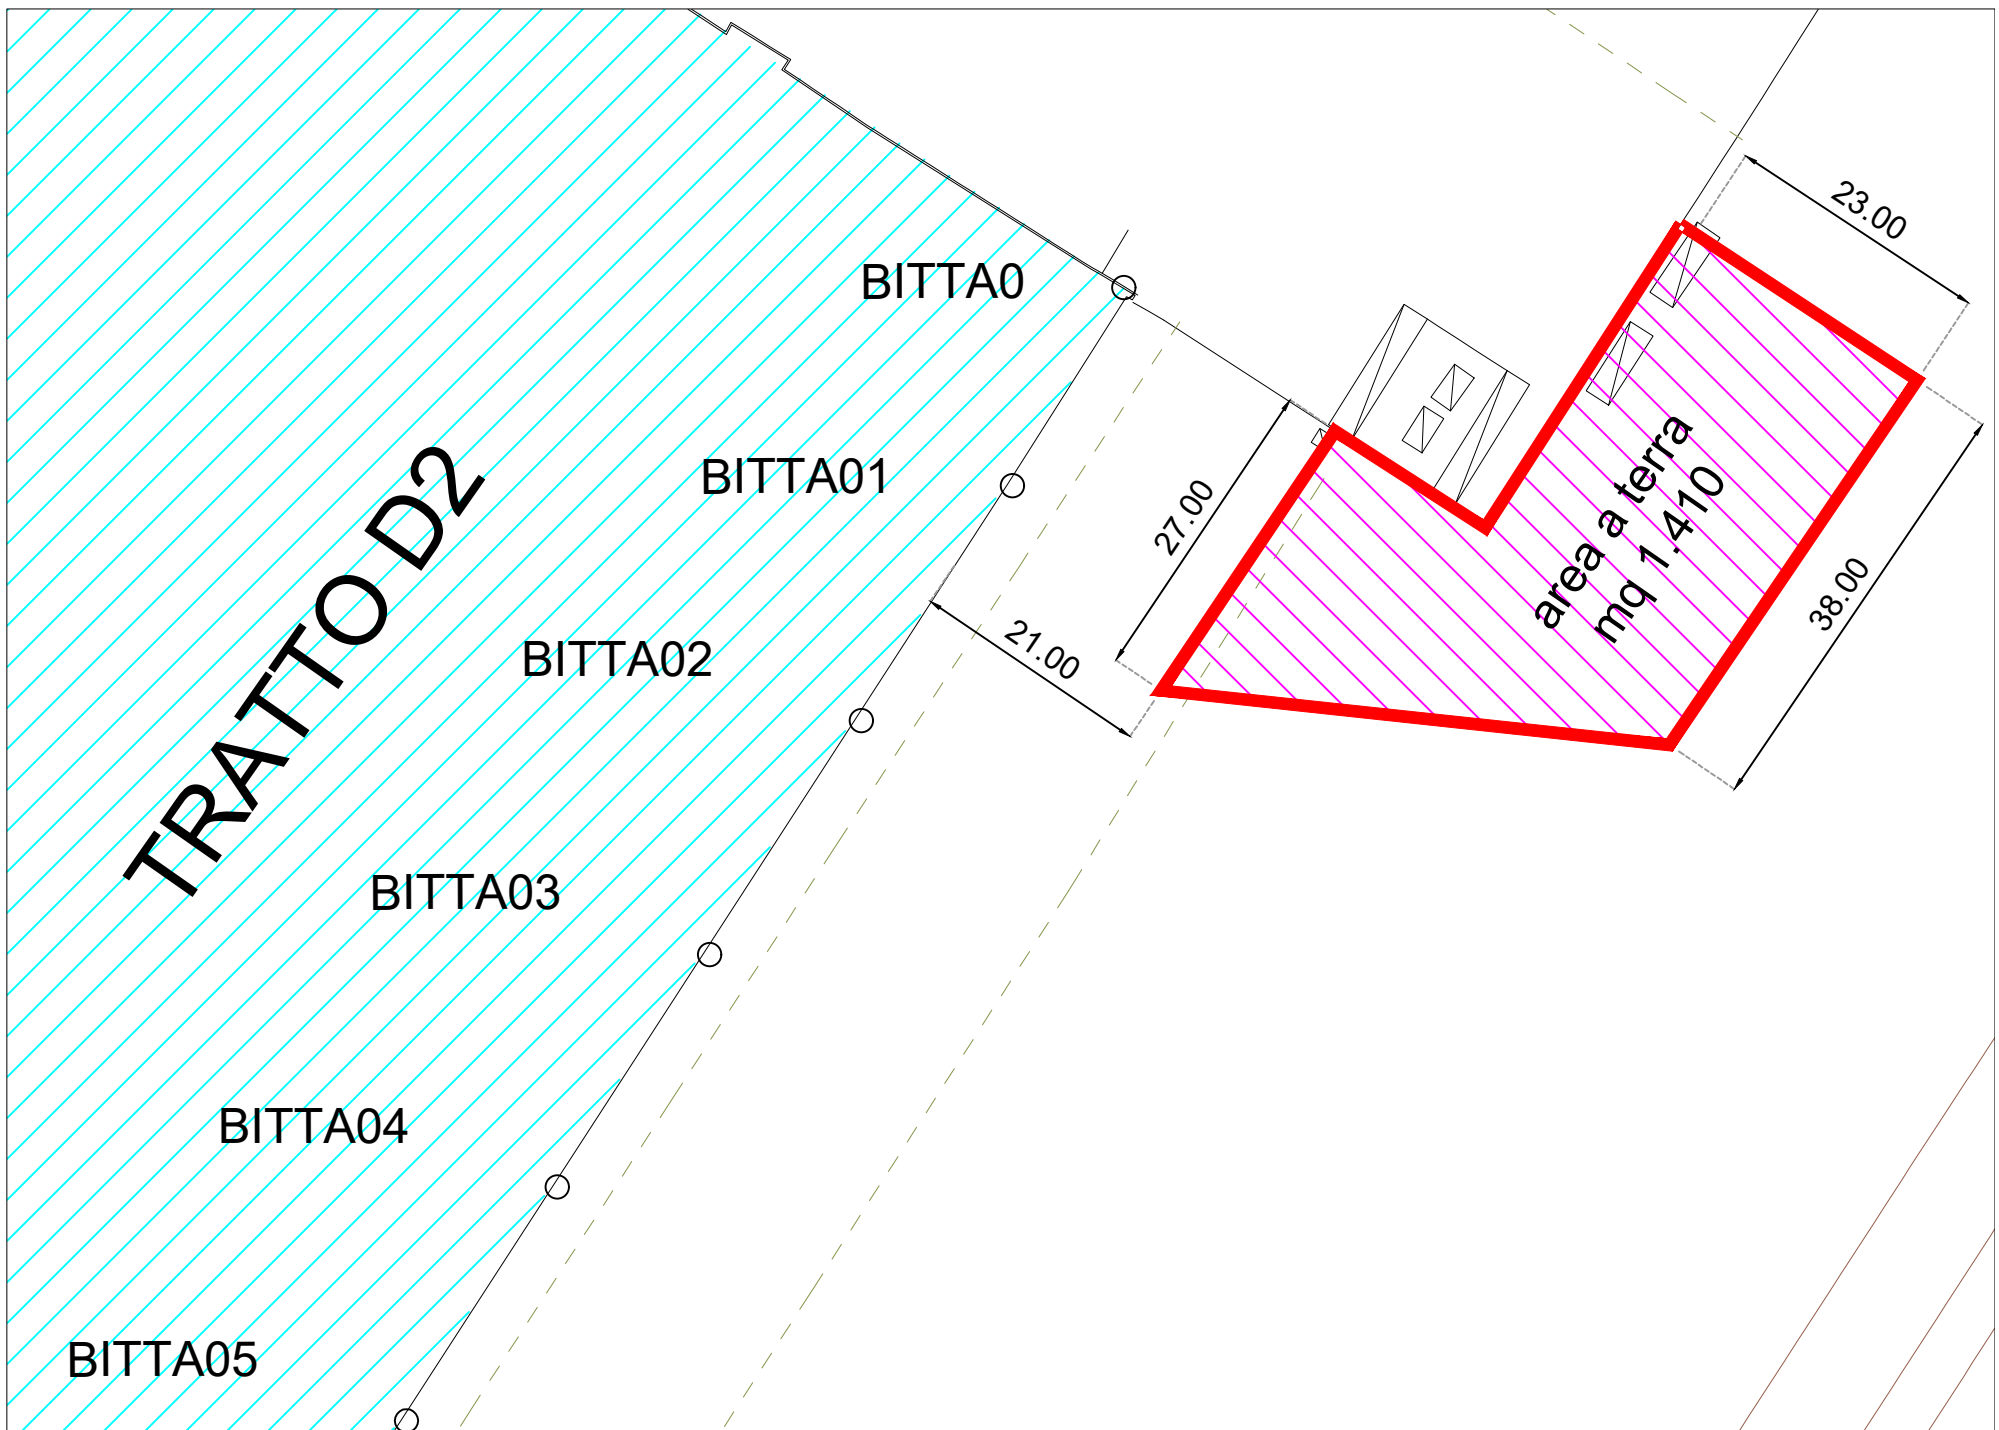 23.00
BITTA0
BITTA01
27.00
area a terra
mq 1.410
38.00
TRATTO D2
BITTA02
21.00
BITTA03
BITTA04
BITTA05